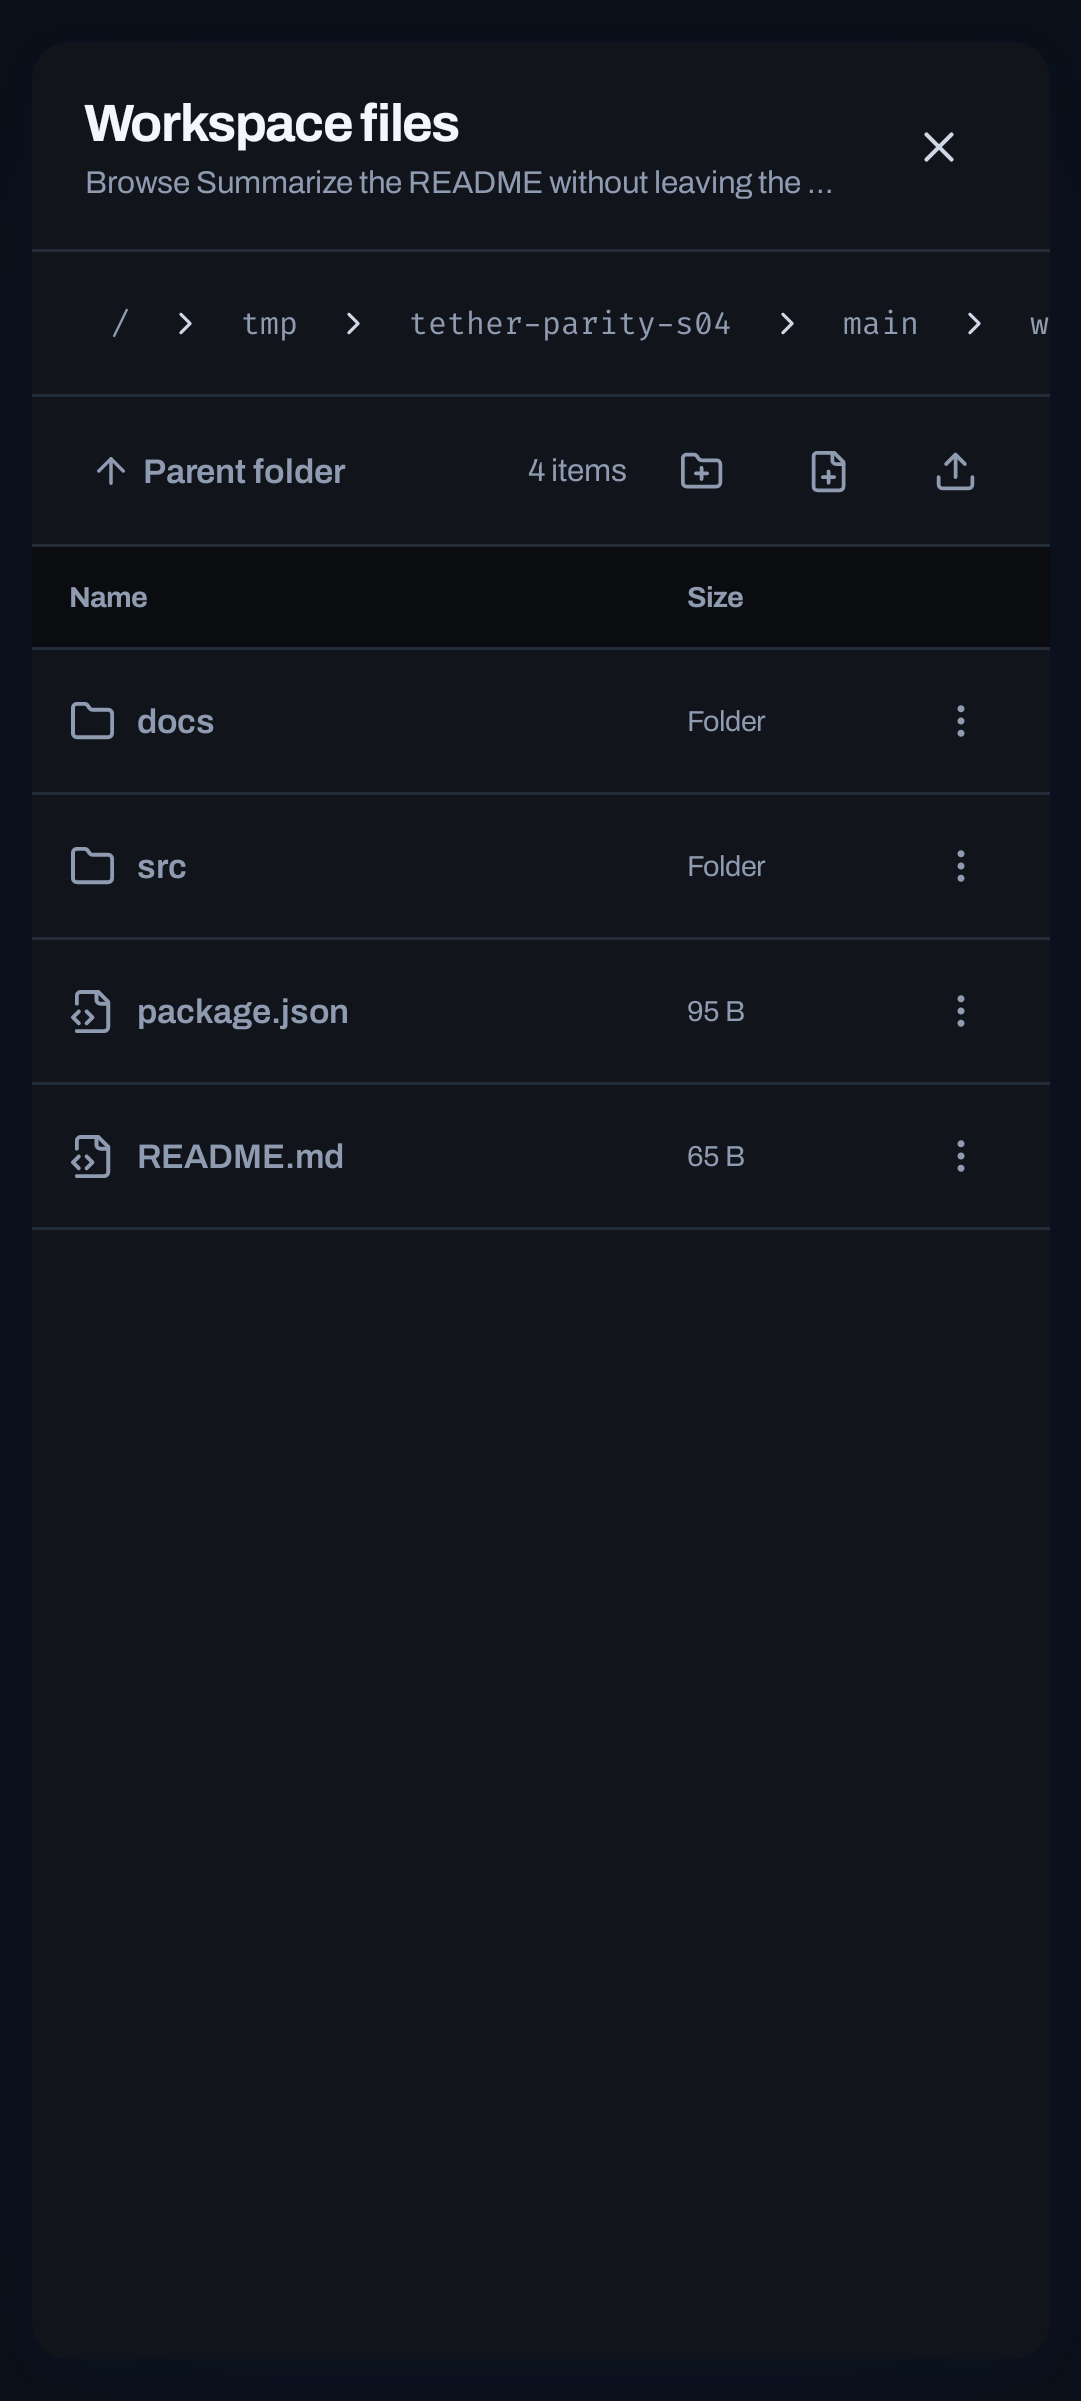 Workspace files
Browse Summarize the README without leaving the ...
/ > tmp > tether-parity-s04 > main > w
Parent folder 4 items
Name Size
docs Folder
src Folder
package.json 95 B
README.md 65 B